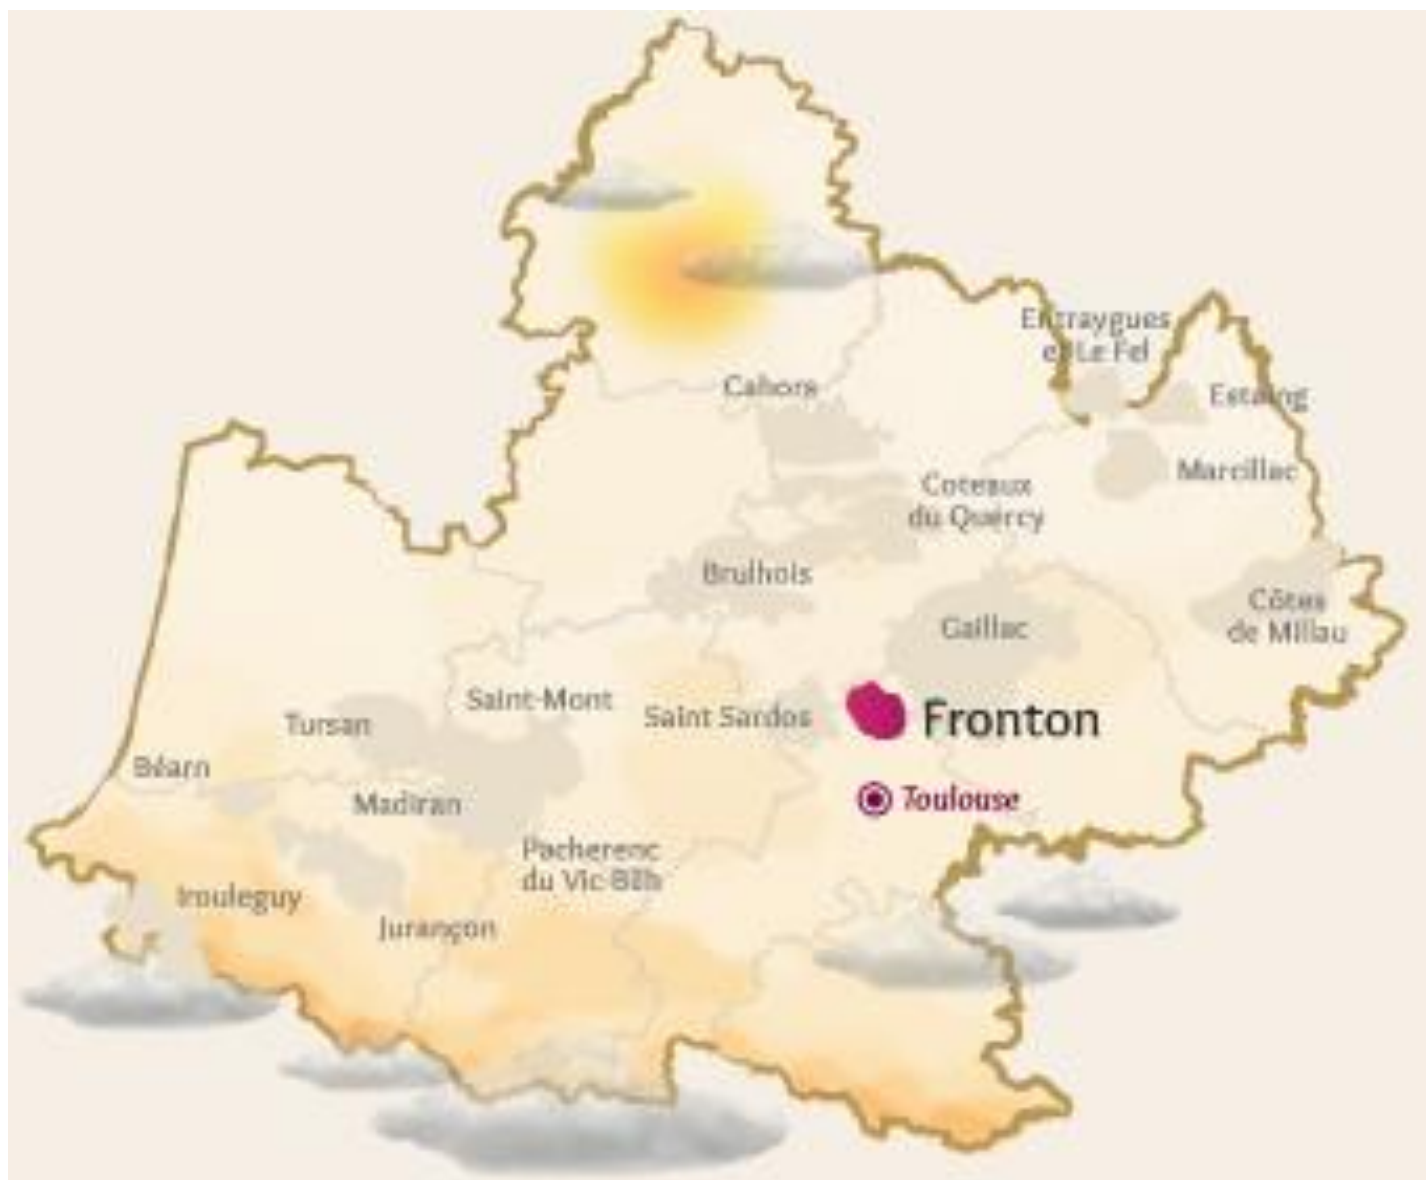 Entraygues
et Le Fel
Cahors
Estaing
Marcillac
Coteaux
du Quercy
Brulhois
Côtes
de Millau
Gaillac
Saint-Mont
Saint Sardos
Fronton
Tursan
Béarn
Madiran
Toulouse
Pacherenc
du Vic-Bilh
Irouleguy
Jurançon